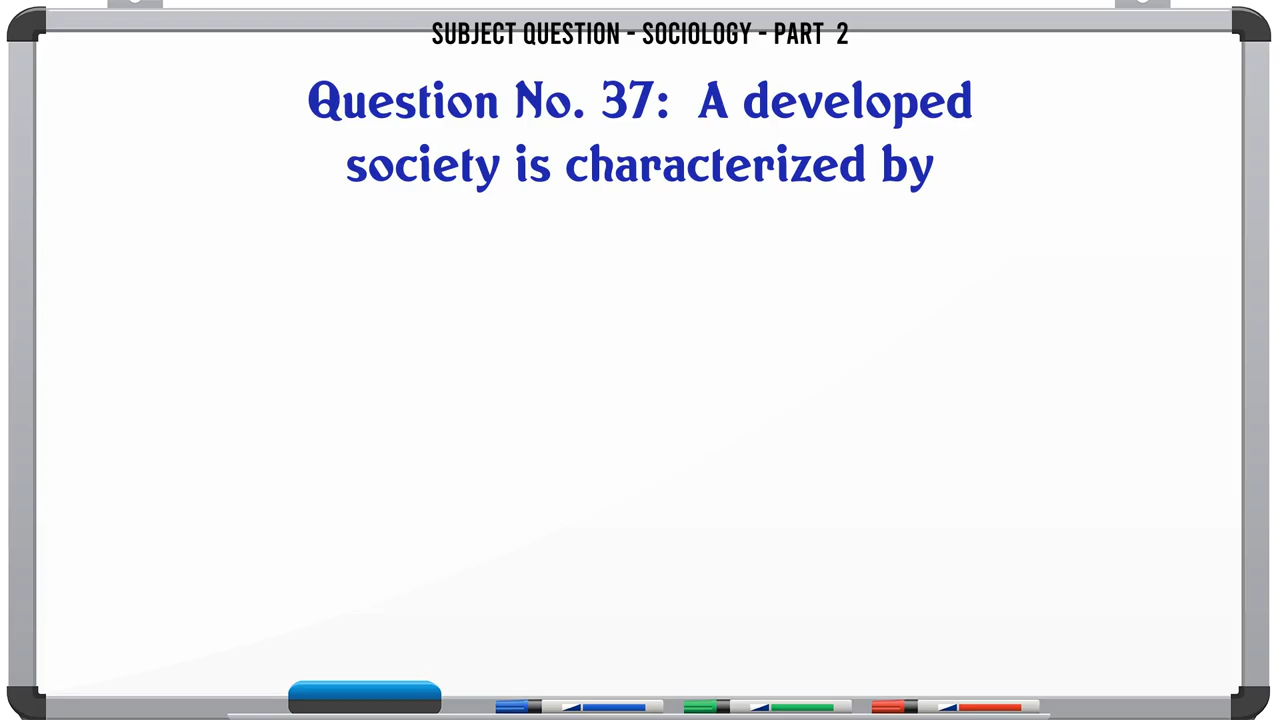 SUBJECT QUESTION - SOCIOLOGY - PART 2
Question No. 37: A developed
society is characterized by